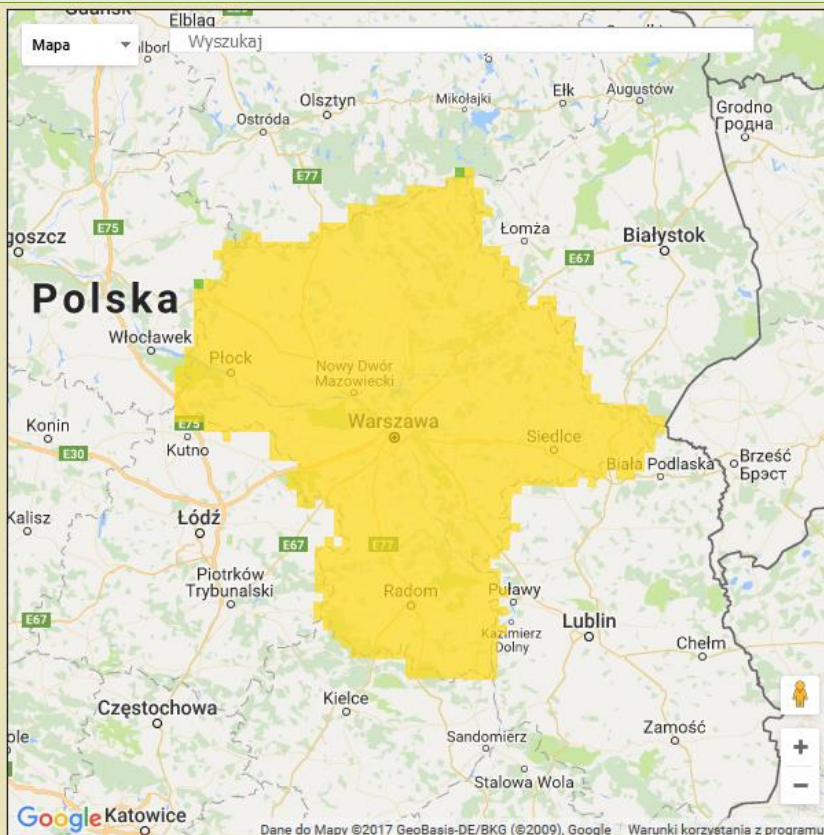 Elbląg
Mapa
Wyszukaj
Olsztyn
Mikołajki
Ełk
Augustów
Grodno
Гродна
Ostróda
E77
E75
Łomża
Białystok
E67
Polska
Włocławek
Płock
Nowy Dwór
Mazowiecki
Warszawa
Siedlce
Konin
E75
Kutno
E30
Biała Podlaska
Brześć
Брэст
Kalisz
Łódź
E67
E77
Piotrków
Trybunalski
Radom
Puławy
E67
Kazimierz
Dolny
Lublin
Chełm
Kielce
Częstochowa
Sandomierz
Zamość
Stalowa Wola
+
−
Google
Katowice
Dane do Mapy ©2017 GeoBasis-DE/BKG (©2009), Google
Warunki korzystania z programu